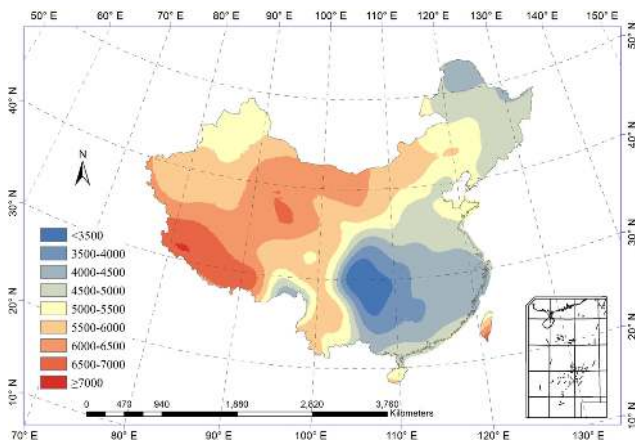 50° E 60° E 70° E 80° E 90° E 100° E 110° E 120° E 130° E 140° E 150° E
50° N
40° N
40° N
30° N
30° N
20° N
20° N
10° N
10° N
N
<3500
3500-4000
4000-4500
4500-5000
5000-5500
5500-6000
6000-6500
6500-7000
≥7000
0 470 940 1,880 2,820 3,760
Kilometers
70° E 80° E 90° E 100° E 110° E 120° E 130° E